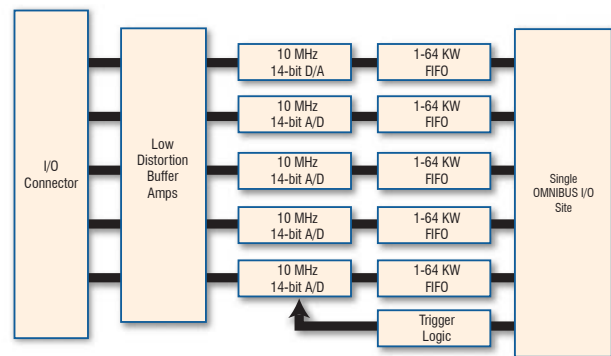 I/O
Connector
Low
Distortion
Buffer
Amps
10 MHz
14-bit D/A
1-64 KW
FIFO
10 MHz
14-bit A/D
1-64 KW
FIFO
10 MHz
14-bit A/D
1-64 KW
FIFO
10 MHz
14-bit A/D
1-64 KW
FIFO
10 MHz
14-bit A/D
1-64 KW
FIFO
Trigger
Logic
Single
OMNIBUS I/O
Site